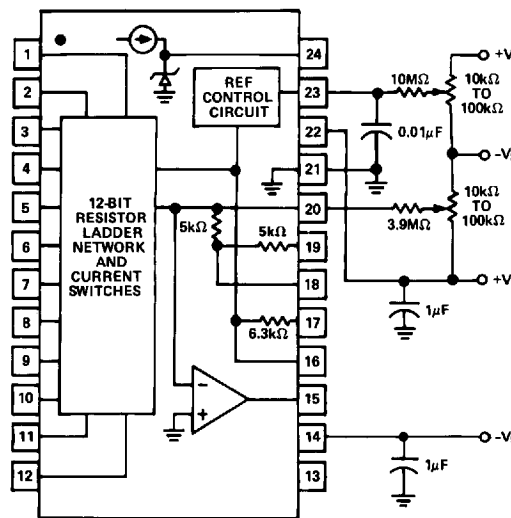 1
2
3
4
5
6
7
8
9
10
11
12
24
23
22
21
20
19
18
17
16
15
14
13
REF
CONTROL
CIRCUIT
12-BIT
RESISTOR
LADDER
NETWORK
AND
CURRENT
SWITCHES
5kΩ
5kΩ
6.3kΩ
−
+
10MΩ
0.01μF
3.9MΩ
10kΩ
TO
100kΩ
10kΩ
TO
100kΩ
1μF
1μF
+V
−V
+V
−V